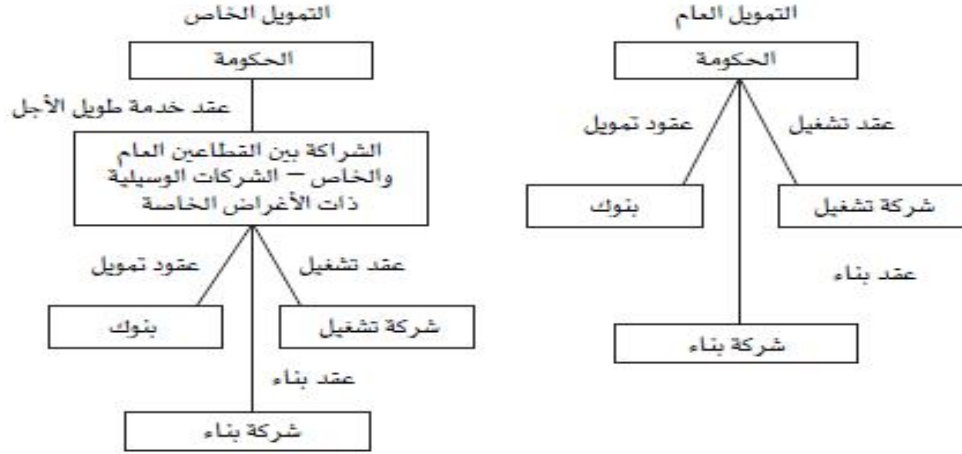 التمويل العام
الحكومة
عقد تشغيل
عقود تمويل
شركة تشغيل
بنوك
عقد بناء
شركة بناء
التمويل الخاص
الحكومة
عقد خدمة طويل الأجل
الشراكة بين القطاعين العام
والخاص – الشركات الوسيلية
ذات الأغراض الخاصة
عقد تشغيل
عقود تمويل
شركة تشغيل
بنوك
عقد بناء
شركة بناء